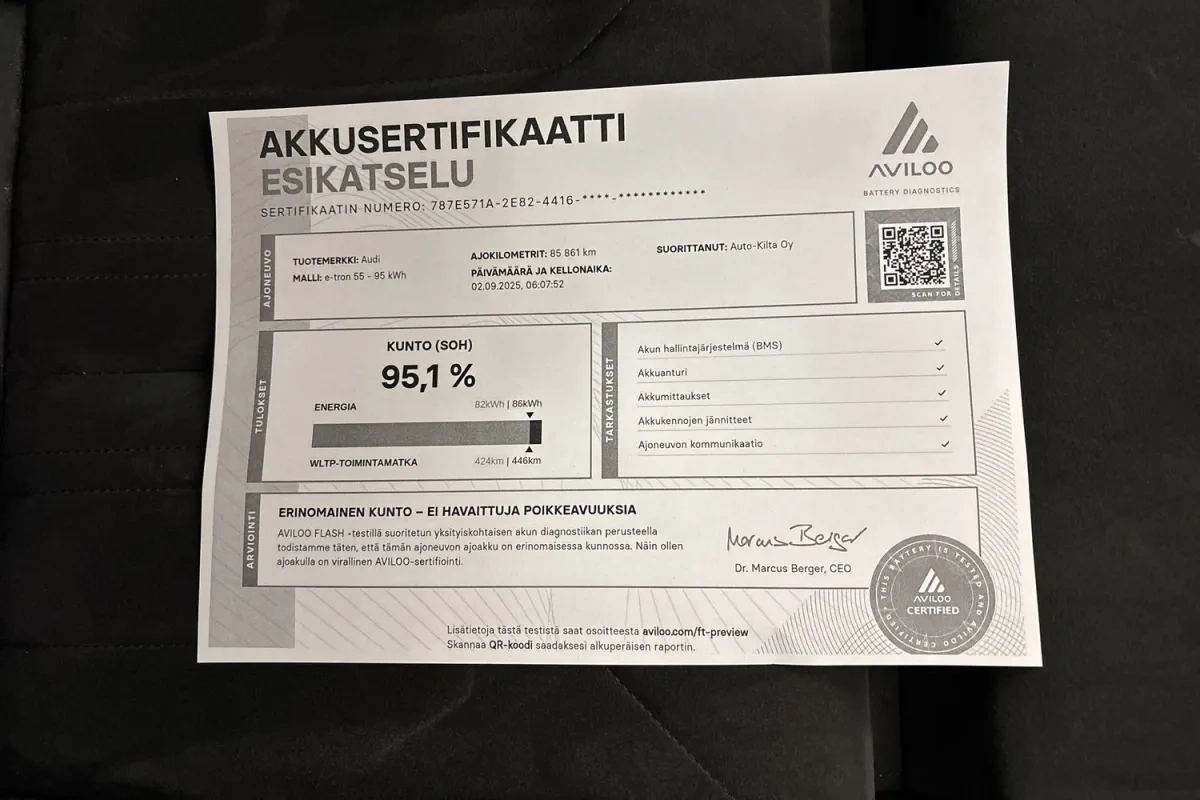 AKKUSERTIFIKAATTI
ESIKATSELU
SERTIFIKAATIN NUMERO: 787E571A-2E82-4416-****-************
AVILOO
BATTERY DIAGNOSTICS
AJONEUVO
TUOTEMERKKI: Audi
MALLI: e-tron 55 - 95 kWh
AJOKILOMETRIT: 85 861 km
PÄIVÄMÄÄRÄ JA KELLONAIKA:
02.09.2025, 06:07:52
SUORITTANUT: Auto-Kilta Oy
SCAN FOR DETAILS
TULOKSET
KUNTO (SOH)
95,1 %
ENERGIA 82kWh | 86kWh
WLTP-TOIMINTAMATKA 424km | 446km
TARKASTUKSET
Akun hallintajärjestelmä (BMS) ✓
Akkuanturi ✓
Akkumittaukset ✓
Akkukennojen jännitteet ✓
Ajoneuvon kommunikaatio ✓
ARVIOINTI
ERINOMAINEN KUNTO – EI HAVAITTUJA POIKKEAVUUKSIA
AVILOO FLASH -testillä suoritetun yksityiskohtaisen akun diagnostiikan perusteella
todistamme täten, että tämän ajoneuvon ajoakku on erinomaisessa kunnossa. Näin ollen
ajoakulla on virallinen AVILOO-sertifiointi.
Marcus Berger
Dr. Marcus Berger, CEO
THIS BATTERY IS TESTED AND AVILOO CERTIFIED
AVILOO
CERTIFIED
Lisätietoja tästä testistä saat osoitteesta aviloo.com/ft-preview
Skannaa QR-koodi saadaksesi alkuperäisen raportin.